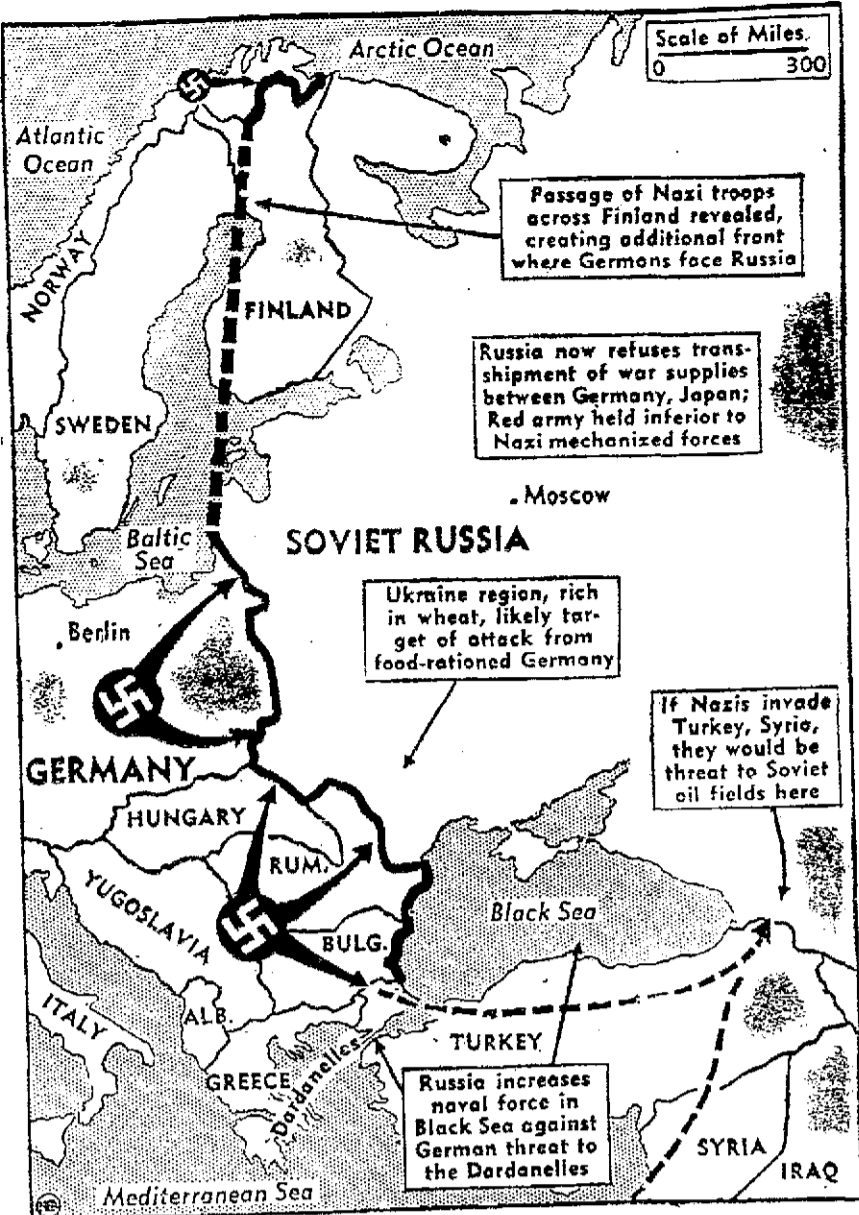 Arctic Ocean
Scale of Miles.
0 300
Atlantic
Ocean
Passage of Nazi troops
across Finland revealed,
creating additional front
where Germans face Russia
NORWAY
FINLAND
Russia now refuses trans-
shipment of war supplies
between Germany, Japan;
Red army held inferior to
Nazi mechanized forces
SWEDEN
Moscow
Baltic
Sea
SOVIET RUSSIA
Ukraine region, rich
in wheat, likely tar-
get of attack from
food-rationed Germany
Berlin
If Nazis invade
Turkey, Syria,
they would be
threat to Soviet
oil fields here
GERMANY
HUNGARY
RUM.
YUGOSLAVIA
Black Sea
BULG.
ITALY
ALB.
TURKEY
GREECE
Dardanelles
Russia increases
naval force in
Black Sea against
German threat to
the Dardanelles
SYRIA
IRAQ
Mediterranean Sea